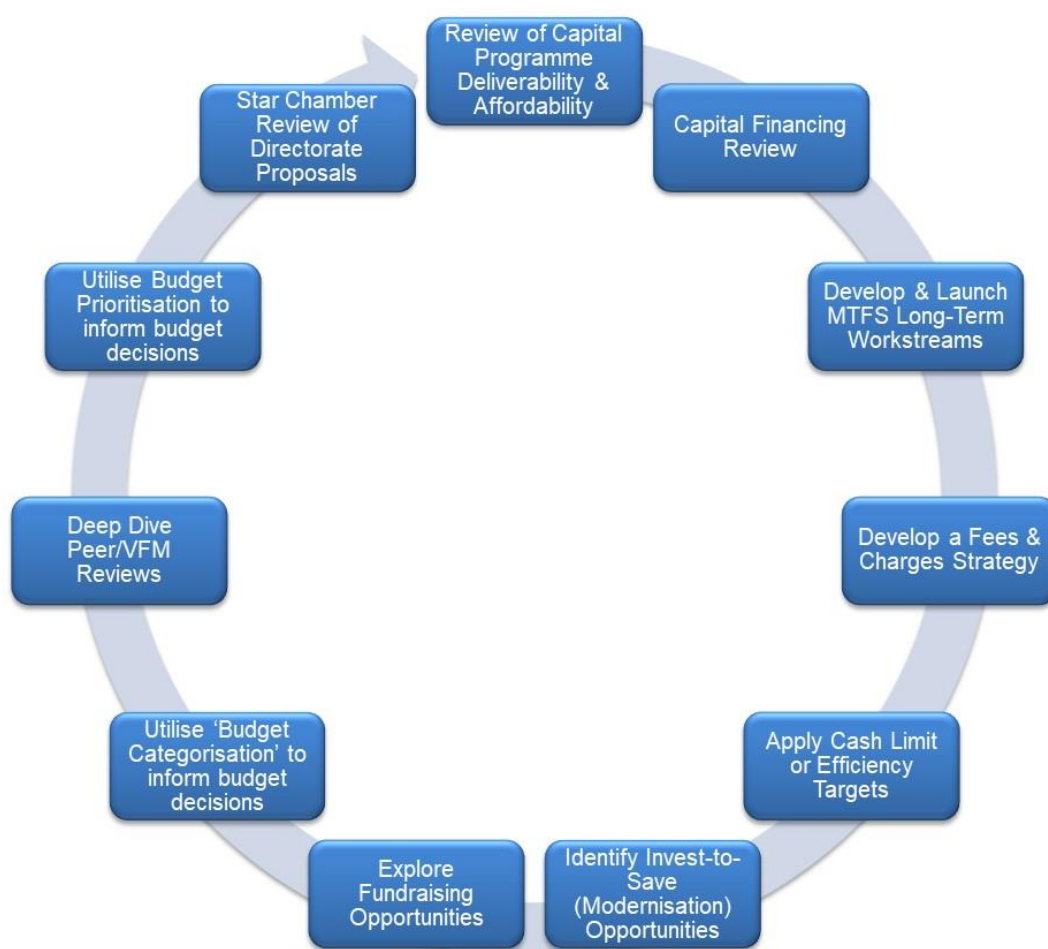 Review of Capital
Programme
Deliverability &
Affordability
Capital Financing
Review
Develop & Launch
MTFS Long-Term
Workstreams
Develop a Fees &
Charges Strategy
Apply Cash Limit
or Efficiency
Targets
Identify Invest-to-
Save
(Modernisation)
Opportunities
Explore
Fundraising
Opportunities
Utilise ‘Budget
Categorisation’ to
inform budget
decisions
Deep Dive
Peer/VFM
Reviews
Utilise Budget
Prioritisation to
inform budget
decisions
Star Chamber
Review of
Directorate
Proposals